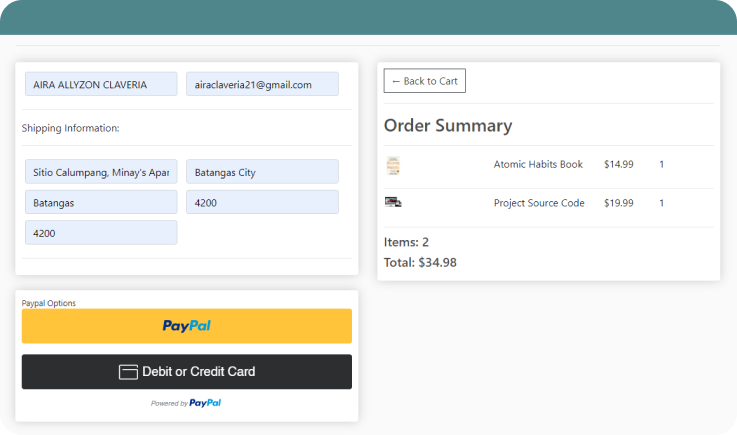 AIRA ALLYZON CLAVERIA airaclaveria21@gmail.com
Shipping Information:
Sitio Calumpang, Minay's Apar Batangas City
Batangas 4200
4200
Paypal Options
PayPal
Debit or Credit Card
Powered by PayPal
← Back to Cart
Order Summary
Atomic Habits Book $14.99 1
Project Source Code $19.99 1
Items: 2
Total: $34.98